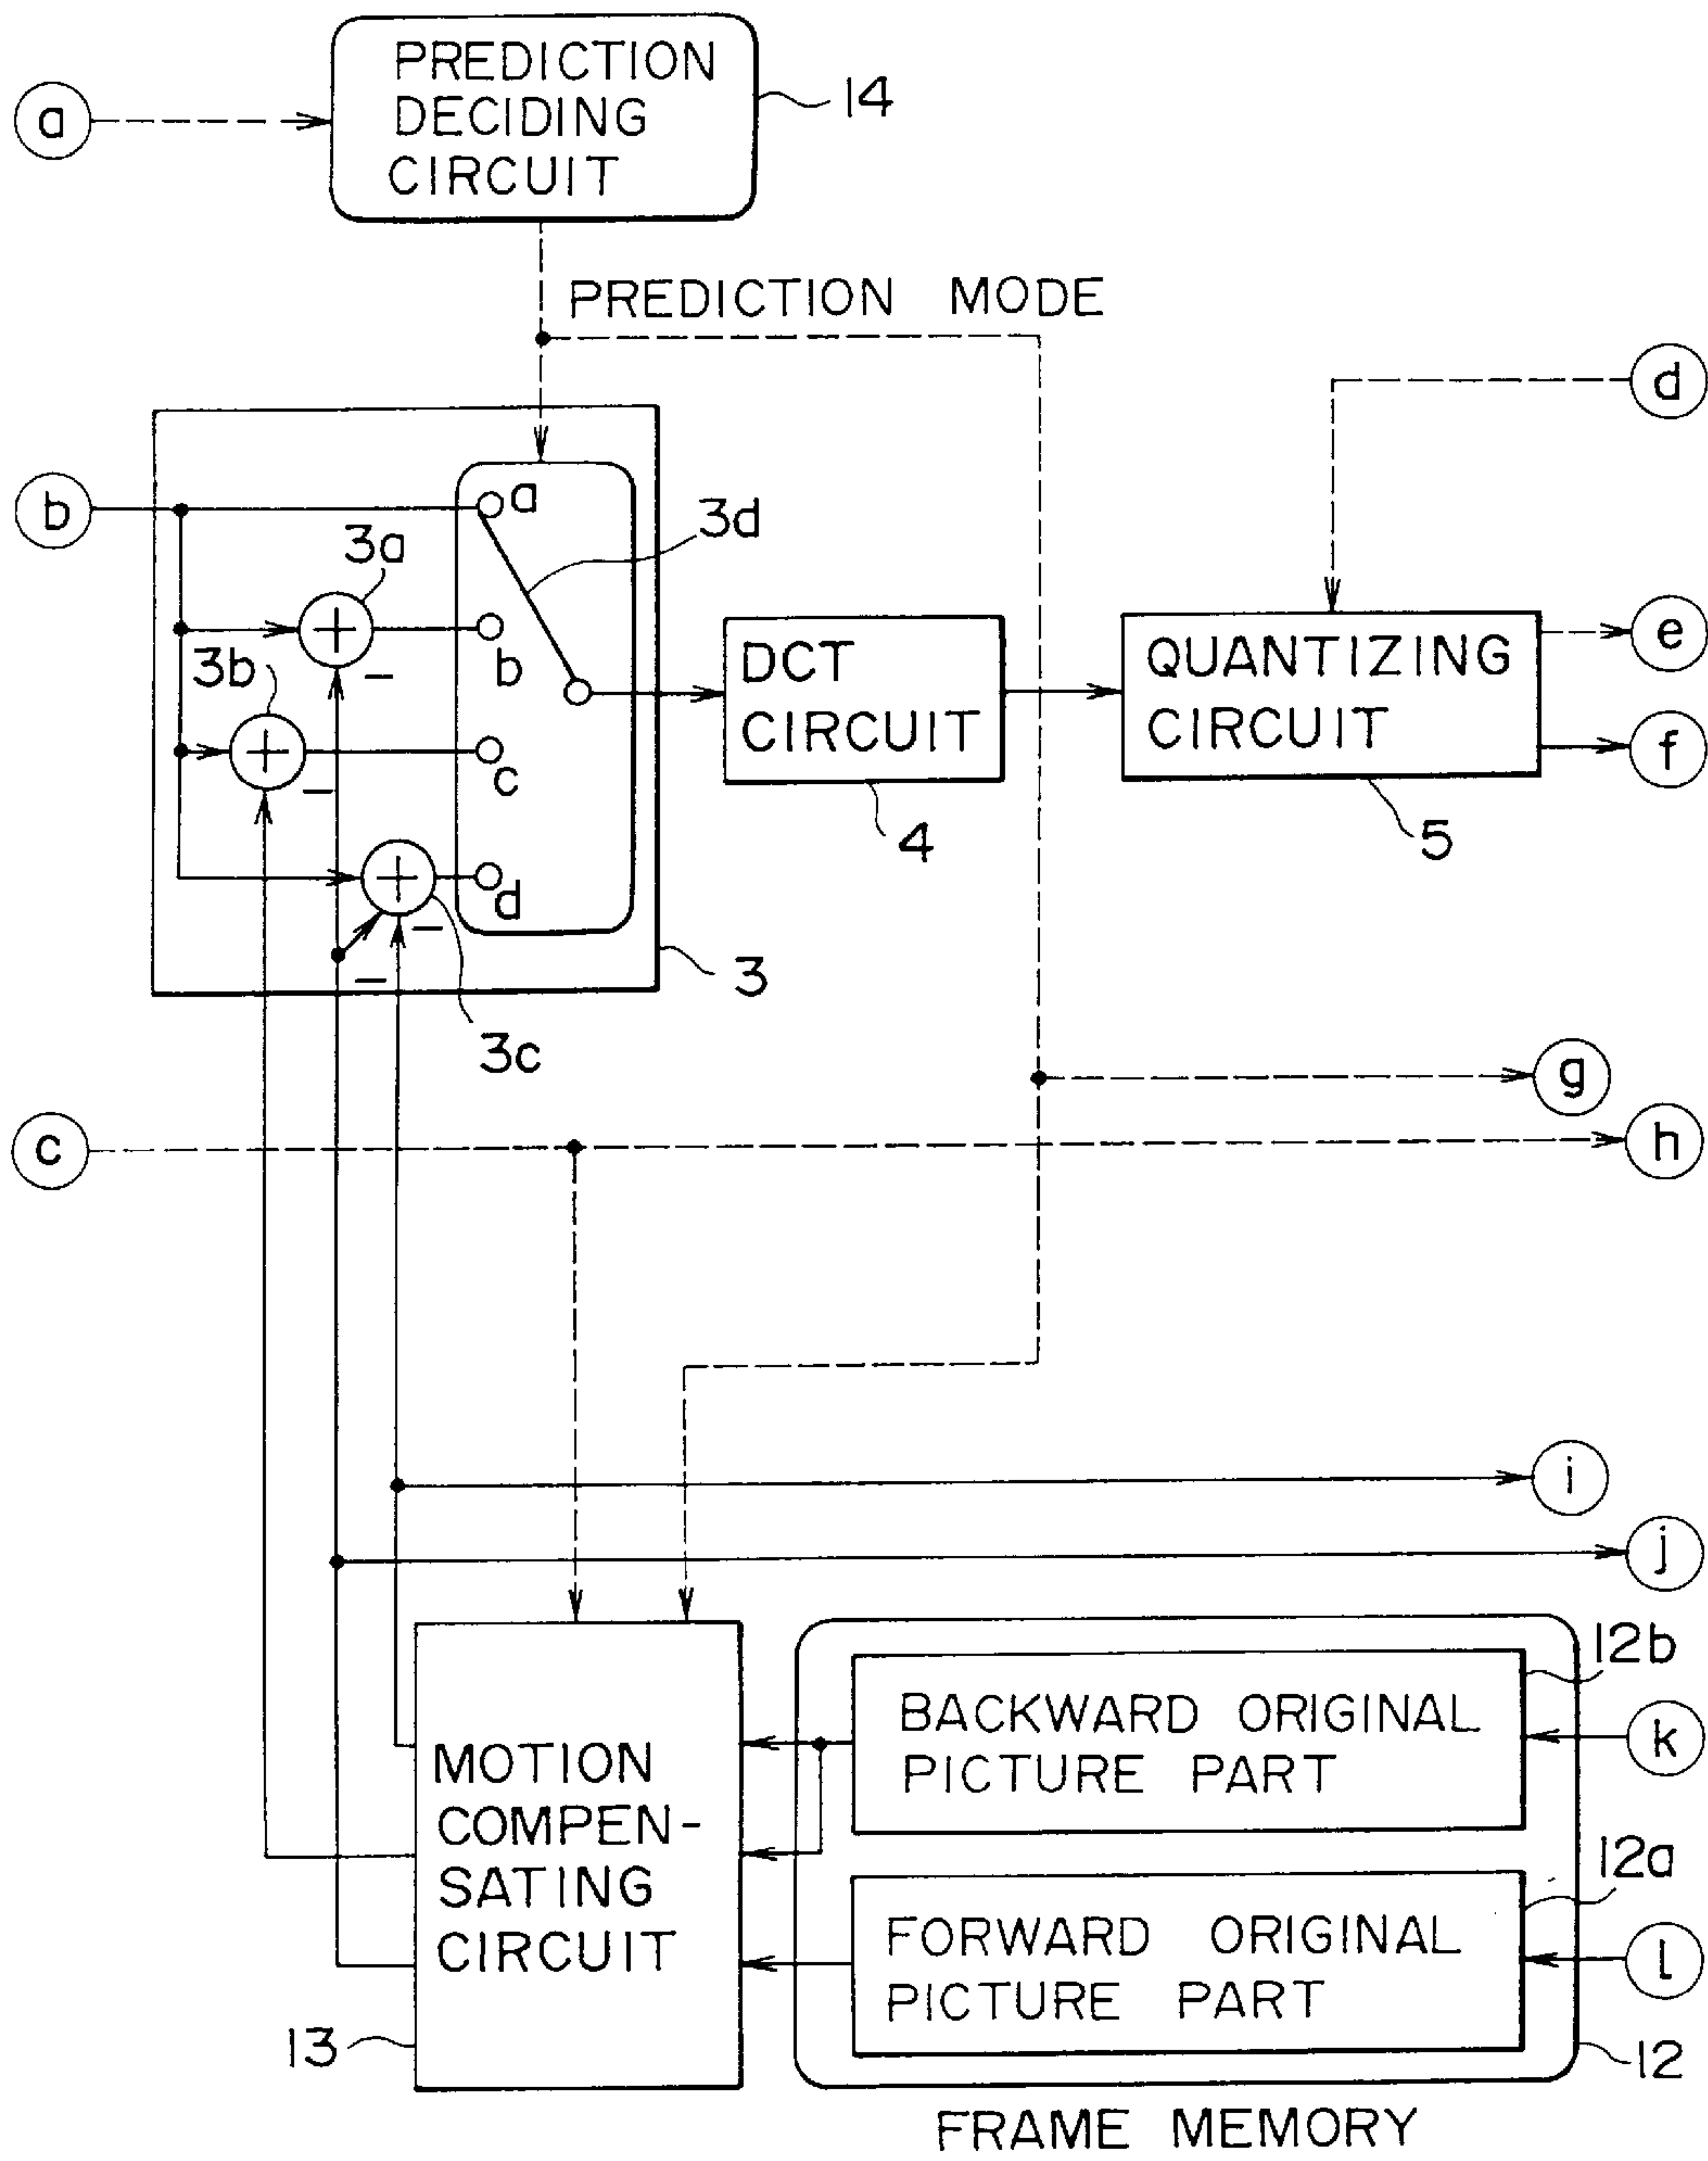 PREDICTION
DECIDING
CIRCUIT
14
a
PREDICTION MODE
d
b
a
3d
3a
b
3b
c
d
3
3c
DCT
CIRCUIT
4
QUANTIZING
CIRCUIT
5
e
f
g
c
h
i
j
MOTION
COMPEN-
SATING
CIRCUIT
13
12b
BACKWARD ORIGINAL
PICTURE PART
k
12a
FORWARD ORIGINAL
PICTURE PART
l
12
FRAME MEMORY